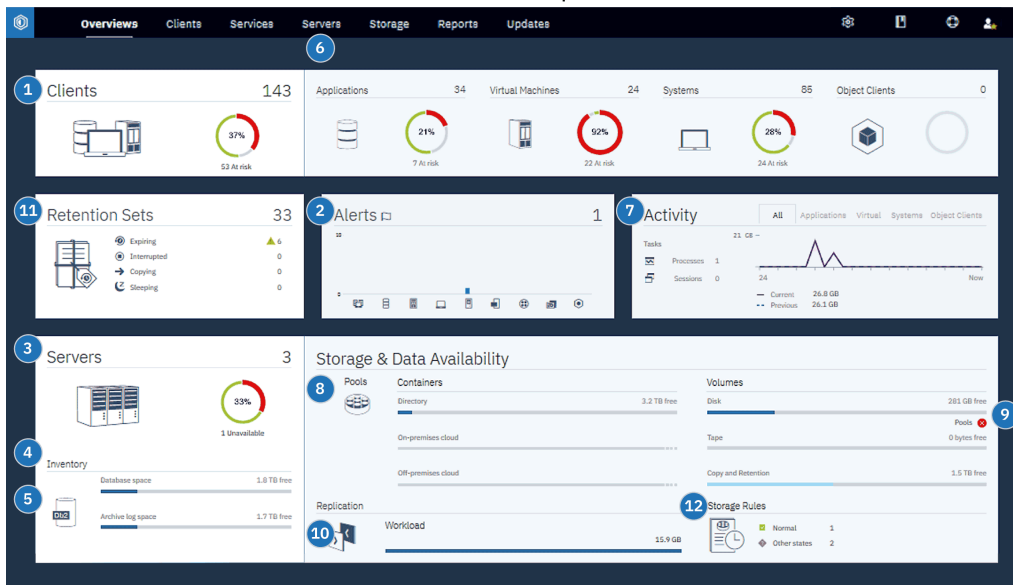 Overviews Clients Services Servers Storage Reports Updates
6
1 Clients 143
37%
53 At risk
Applications 34
21%
7 At risk
Virtual Machines 24
92%
22 At risk
Systems 86
28%
24 At risk
Object Clients 0
11 Retention Sets 33
Expiring 6
Interrupted 0
Copying 0
Sleeping 0
2 Alerts 1
10
0
7 Activity
All Applications Virtual Systems Object Clients
Tasks
Processes 1
Sessions 0
21 GB
24 Now
Current 26.8 GB
Previous 26.1 GB
3 Servers 3
33%
1 Unavailable
4
Inventory
Database space 1.8 TB free
5
Db2
Archive log space 1.7 TB free
Storage & Data Availability
8 Pools
Containers
Directory 3.2 TB free
On-premises cloud
Off-premises cloud
Volumes
Disk 281 GB free
Pools 9
Tape 0 bytes free
Copy and Retention 1.5 TB free
Replication
10 Workload
15.9 GB
12 Storage Rules
Normal 1
Other states 2